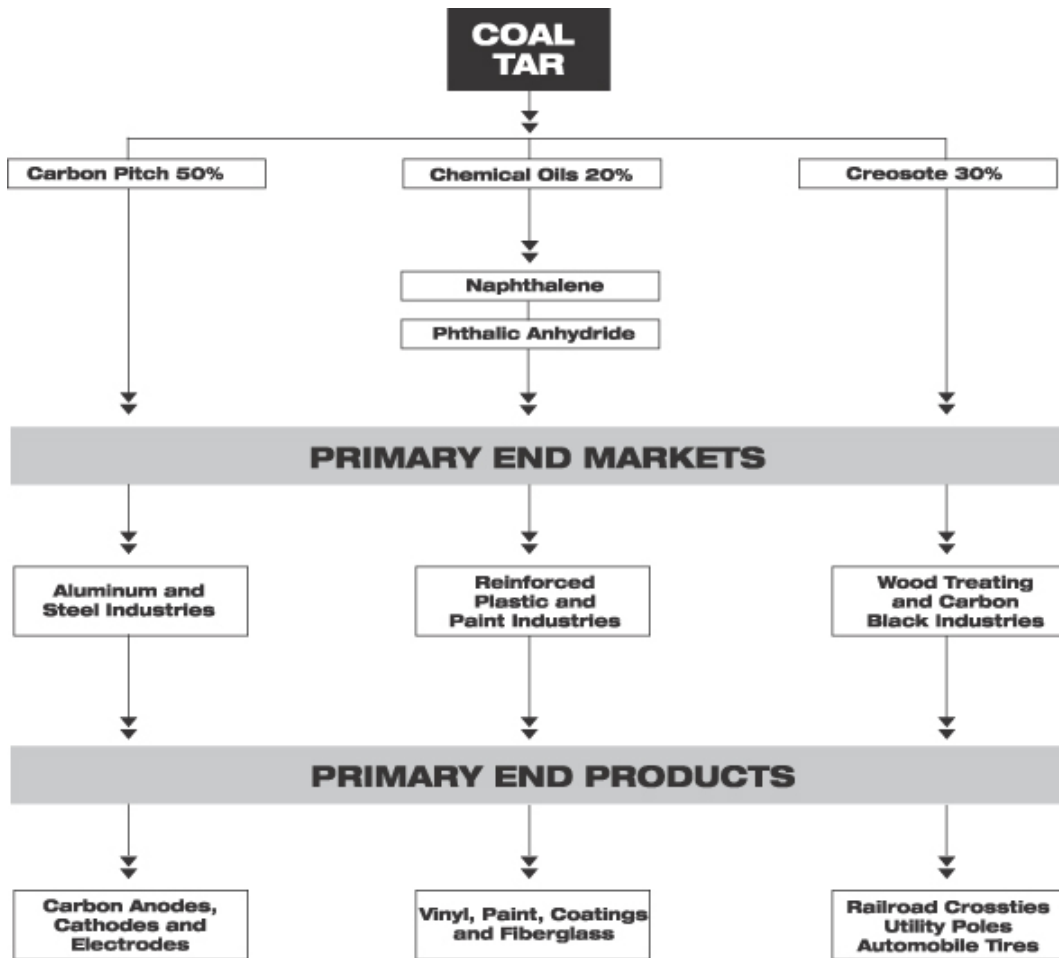 COAL
TAR
Carbon Pitch 50%
Chemical Oils 20%
Creosote 30%
Naphthalene
Phthalic Anhydride
PRIMARY END MARKETS
Aluminum and
Steel Industries
Reinforced
Plastic and
Paint Industries
Wood Treating
and Carbon
Black Industries
PRIMARY END PRODUCTS
Carbon Anodes,
Cathodes and
Electrodes
Vinyl, Paint, Coatings
and Fiberglass
Railroad Crossties
Utility Poles
Automobile Tires